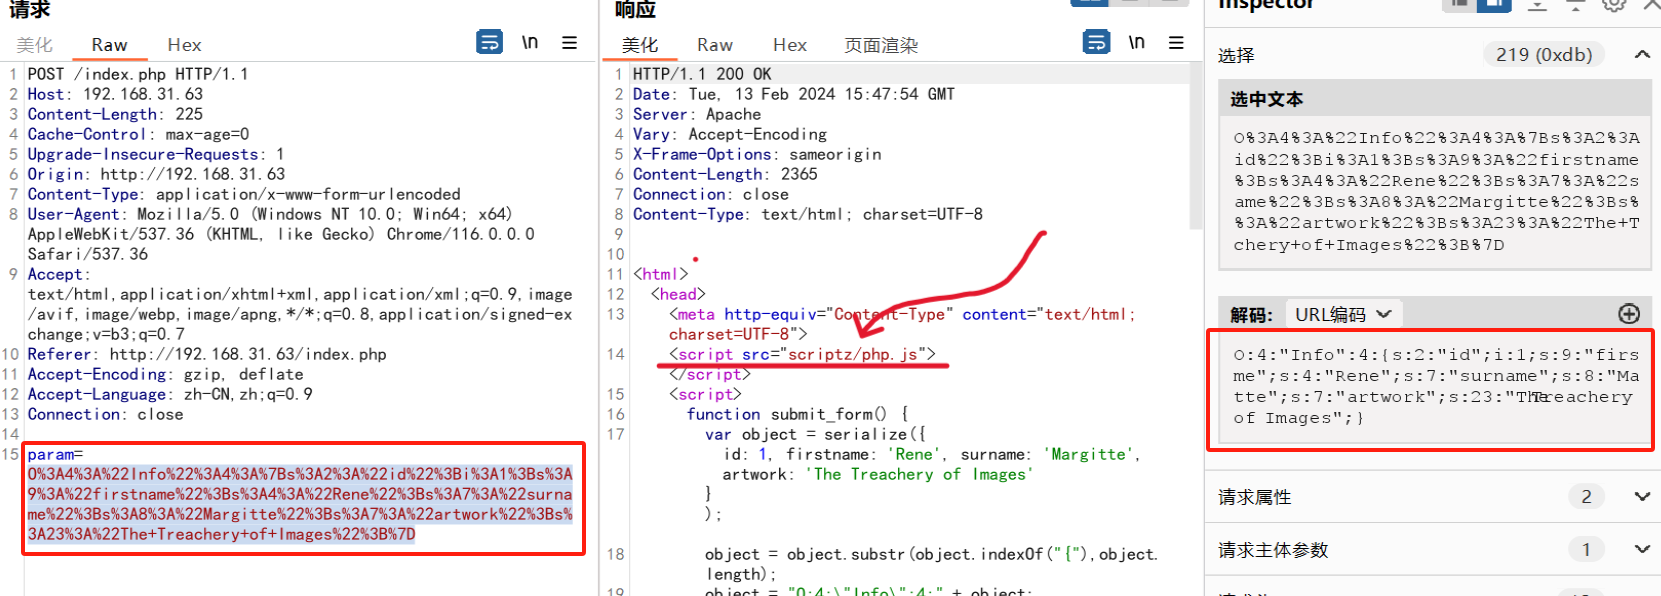 请求
美化 Raw Hex \n
1 POST /index.php HTTP/1.1
2 Host: 192.168.31.63
3 Content-Length: 225
4 Cache-Control: max-age=0
5 Upgrade-Insecure-Requests: 1
6 Origin: http://192.168.31.63
7 Content-Type: application/x-www-form-urlencoded
8 User-Agent: Mozilla/5.0 (Windows NT 10.0; Win64; x64)
AppleWebKit/537.36 (KHTML, like Gecko) Chrome/116.0.0.0
Safari/537.36
9 Accept:
text/html,application/xhtml+xml,application/xml;q=0.9,image
/avif,image/webp,image/apng,*/*;q=0.8,application/signed-ex
change;v=b3;q=0.7
10 Referer: http://192.168.31.63/index.php
11 Accept-Encoding: gzip, deflate
12 Accept-Language: zh-CN,zh;q=0.9
13 Connection: close
14
15 param=
O%3A4%3A%22Info%22%3A4%3A%7Bs%3A2%3A%22id%22%3Bi%3A1%3Bs%3A
9%3A%22firstname%22%3Bs%3A4%3A%22Rene%22%3Bs%3A7%3A%22surna
me%22%3Bs%3A8%3A%22Margitte%22%3Bs%3A7%3A%22artwork%22%3Bs%
3A23%3A%22The+Treachery+of+Images%22%3B%7D
响应
美化 Raw Hex 页面渲染 \n
1 HTTP/1.1 200 OK
2 Date: Tue, 13 Feb 2024 15:47:54 GMT
3 Server: Apache
4 Vary: Accept-Encoding
5 X-Frame-Options: sameorigin
6 Content-Length: 2365
7 Connection: close
8 Content-Type: text/html; charset=UTF-8
9
10
11 <html>
12 <head>
13 <meta http-equiv="Content-Type" content="text/html;
charset=UTF-8">
14 <script src="scriptz/php.js">
</script>
15 <script>
16 function submit_form() {
17 var object = serialize({
id: 1, firstname: 'Rene', surname: 'Margitte',
artwork: 'The Treachery of Images'
}
);
18 object = object.substr(object.indexOf("{"),object.
length);
19 object = "O:4:\"Info\":4:" + object;
Inspector
选择 219 (0xdb)
选中文本
O%3A4%3A%22Info%22%3A4%3A%7Bs%3A2%3A
id%22%3Bi%3A1%3Bs%3A9%3A%22firstname
%3Bs%3A4%3A%22Rene%22%3Bs%3A7%3A%22s
ame%22%3Bs%3A8%3A%22Margitte%22%3Bs%
%3A%22artwork%22%3Bs%3A23%3A%22The+T
chery+of+Images%22%3B%7D
解码: URL编码
O:4:"Info":4:{s:2:"id";i:1;s:9:"firs
me";s:4:"Rene";s:7:"surname";s:8:"Ma
tte";s:7:"artwork";s:23:"The Treachery
of Images";}
请求属性 2
请求主体参数 1